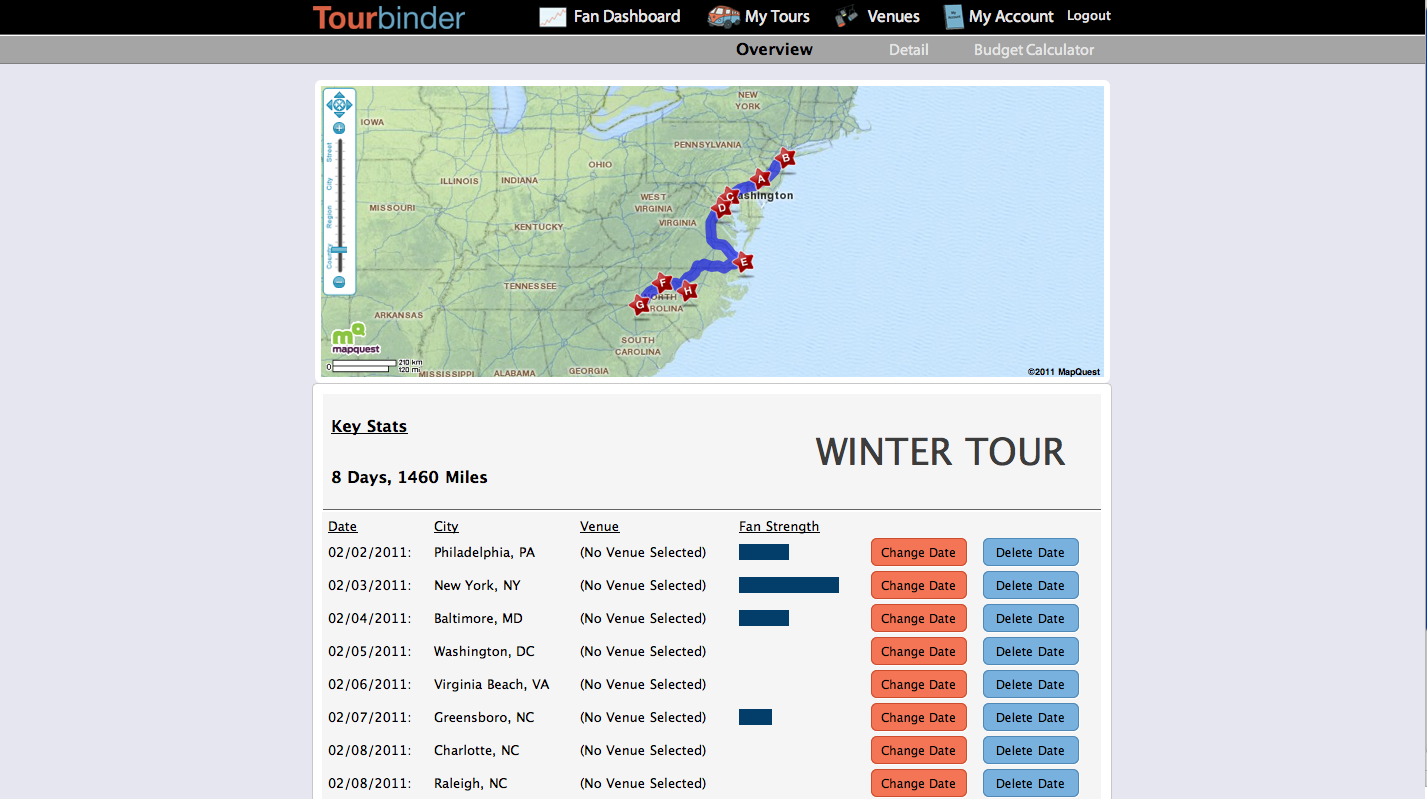 Tourbinder Fan Dashboard My Tours Venues My Account Logout
Overview Detail Budget Calculator
NEW
YORK
IOWA
PENNSYLVANIA
OHIO
ILLINOIS INDIANA
WEST
VIRGINIA
MISSOURI
VIRGINIA
KENTUCKY
TENNESSEE
ARKANSAS
SOUTH
CAROLINA
MISSISSIPPI ALABAMA GEORGIA
B
A
C ashington
D
E
F
H
G
ORTH
ROLINA
Street
City
Region
mapquest
0 210 km
120 mi
©2011 MapQuest
Key Stats
WINTER TOUR
8 Days, 1460 Miles
Date City Venue Fan Strength
02/02/2011: Philadelphia, PA (No Venue Selected) Change Date Delete Date
02/03/2011: New York, NY (No Venue Selected) Change Date Delete Date
02/04/2011: Baltimore, MD (No Venue Selected) Change Date Delete Date
02/05/2011: Washington, DC (No Venue Selected) Change Date Delete Date
02/06/2011: Virginia Beach, VA (No Venue Selected) Change Date Delete Date
02/07/2011: Greensboro, NC (No Venue Selected) Change Date Delete Date
02/08/2011: Charlotte, NC (No Venue Selected) Change Date Delete Date
02/08/2011: Raleigh, NC (No Venue Selected) Change Date Delete Date